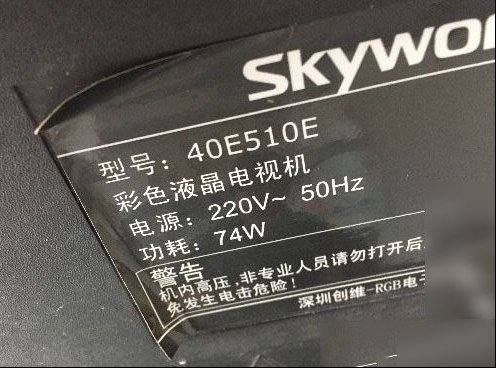 Skywor
型号: 40E510E
彩色液晶电视机
电源: 220V~ 50Hz
功耗: 74W
警告
机内高压,非专业人员请勿打开后
免发生电击危险!
深圳创维-RGB电子